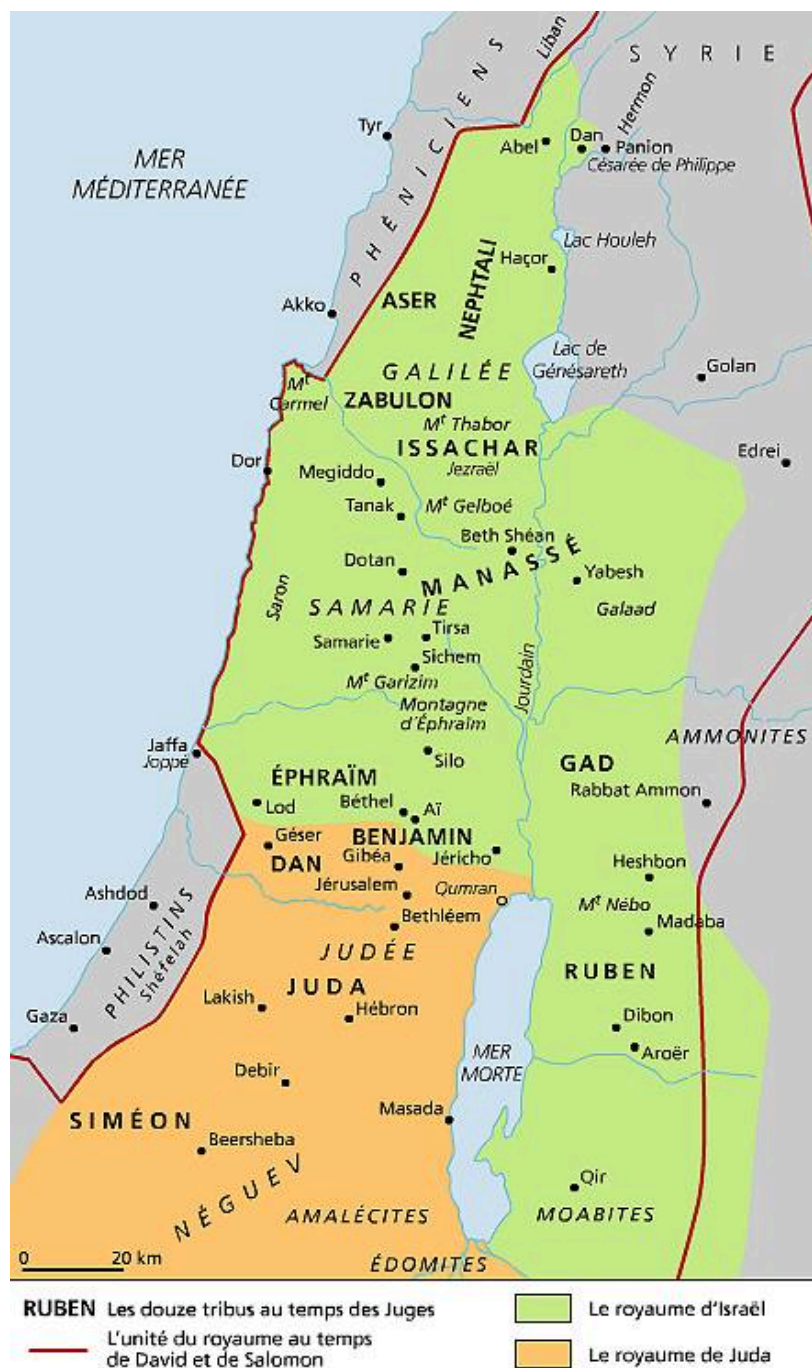 SYRIE
Liban
Hermon
PHÉNICIENS
Tyr
Abel
Dan
Panion
Césarée de Philippe
MER
MÉDITERRANÉE
Lac Houleh
Haçor
NEPHTALI
ASER
Akko
Lac de
Génésareth
Golan
GALILÉE
Mt
Carmel
ZABULON
Mt Thabor
ISSACHAR
Jezraël
Edrei
Dor
Megiddo
Tanak
Mt Gelboé
Beth Shéan
Dotan
MANASSÉ
Yabesh
Galaad
Saron
SAMARIE
Samarie
Tirsa
Sichem
Mt Garizim
Jourdain
Montagne
d'Éphraïm
Jaffa
Joppé
Silo
GAD
AMMONITES
Rabbat Ammon
ÉPHRAÏM
Lod
Béthel
Aï
Géser
BENJAMIN
DAN
Gibéa
Jéricho
Heshbon
Jérusalem
Qumran
Mt Nébo
Ashdod
Bethléem
Madaba
Ascalon
JUDÉE
PHILISTINS
Shéfelah
JUDA
RUBEN
Lakish
Hébron
Gaza
Dibon
Aroër
MER
MORTE
Debir
Masada
SIMÉON
Beersheba
NÉGUEV
Qir
AMALÉCITES
MOABITES
ÉDOMITES
0 20 km
RUBEN Les douze tribus au temps des Juges
L'unité du royaume au temps
de David et de Salomon
Le royaume d'Israël
Le royaume de Juda